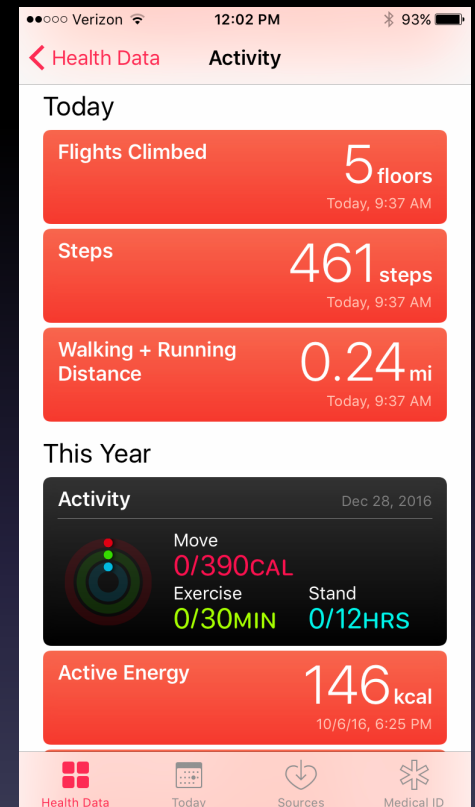 Verizon 12:02 PM 93%
Health Data Activity
Today
Flights Climbed
5 floors
Today, 9:37 AM
Steps
461 steps
Today, 9:37 AM
Walking + Running
Distance
0.24 mi
Today, 9:37 AM
This Year
Activity Dec 28, 2016
Move
0/390CAL
Exercise Stand
0/30MIN 0/12HRS
Active Energy
146 kcal
10/6/16, 6:25 PM
Health Data Today Sources Medical ID